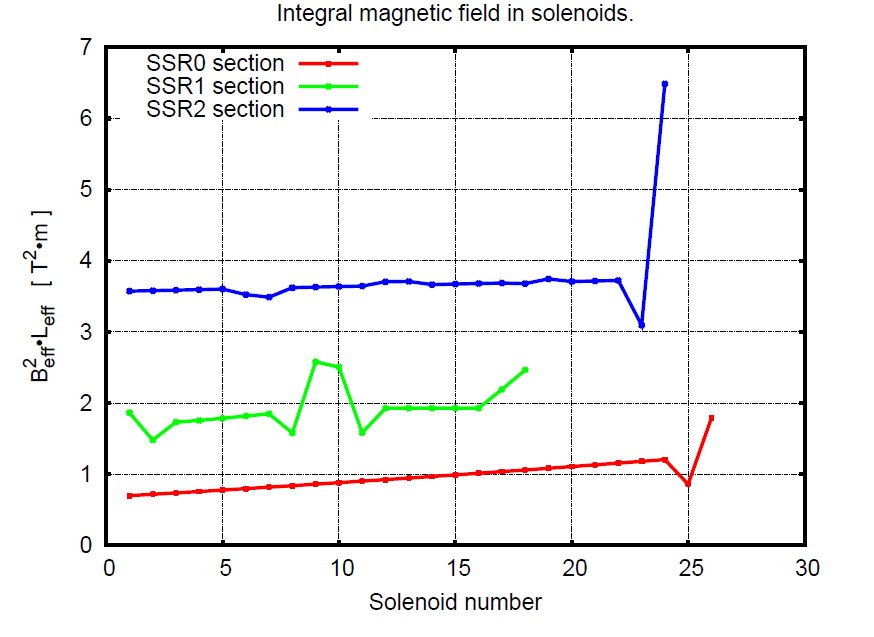 Integral magnetic field in solenoids.
SSR0 section
SSR1 section
SSR2 section
7
6
5
4
3
2
1
0
B²eff•Leff [ T²•m ]
0 5 10 15 20 25 30
Solenoid number